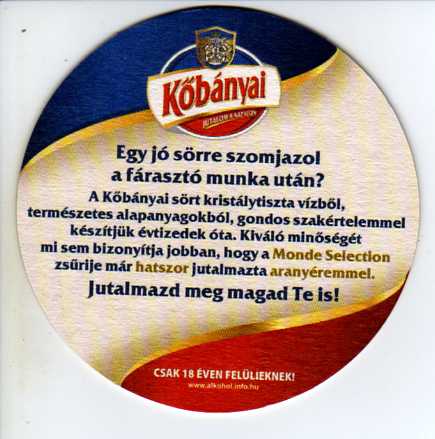 Kőbányai
JUTALOM A NAPODÉRT
Egy jó sörre szomjazol
a fárasztó munka után?
A Kőbányai sört kristálytiszta vízből,
természetes alapanyagokból, gondos szakértelemmel
készítjük évtizedek óta. Kiváló minőségét
mi sem bizonyítja jobban, hogy a Monde Selection
zsűrije már hatszor jutalmazta aranyéremmel.
Jutalmazd meg magad Te is!
CSAK 18 ÉVEN FELÜLIEKNEK!
www.alkohol.info.hu